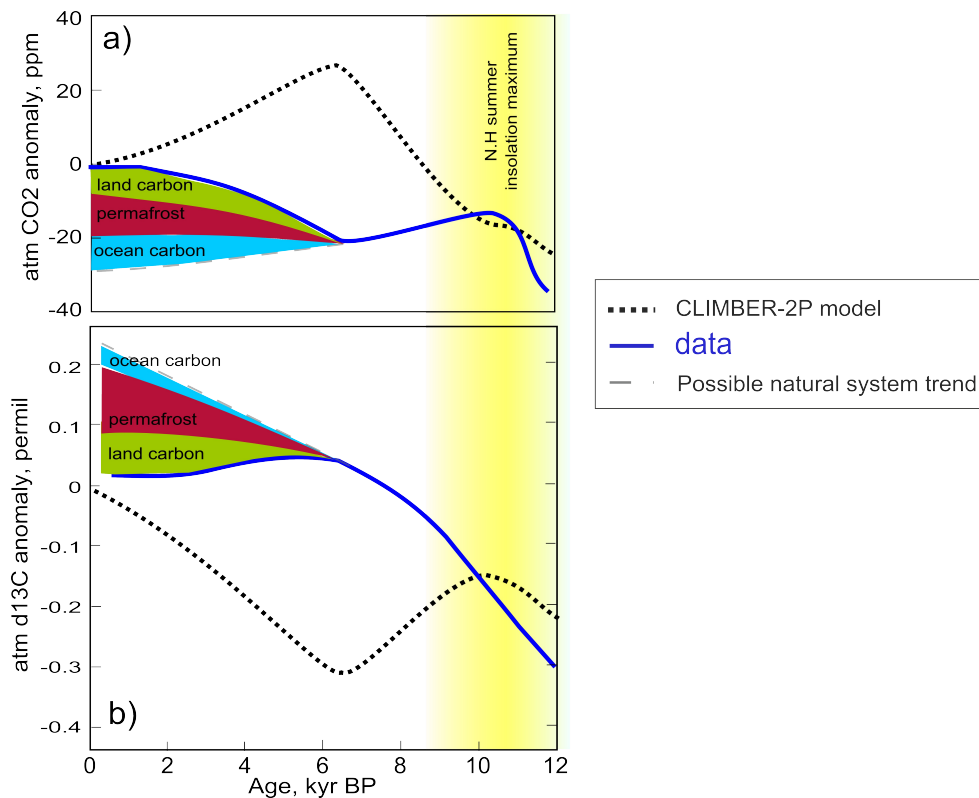 a)
40
20
0
-20
-40
atm CO2 anomaly, ppm
N.H summer
insolation maximum
land carbon
permafrost
ocean carbon
b)
0.2
0.1
0
-0.1
-0.2
-0.3
-0.4
atm d13C anomaly, permil
ocean carbon
permafrost
land carbon
0 2 4 6 8 10 12
Age, kyr BP
CLIMBER-2P model
data
Possible natural system trend